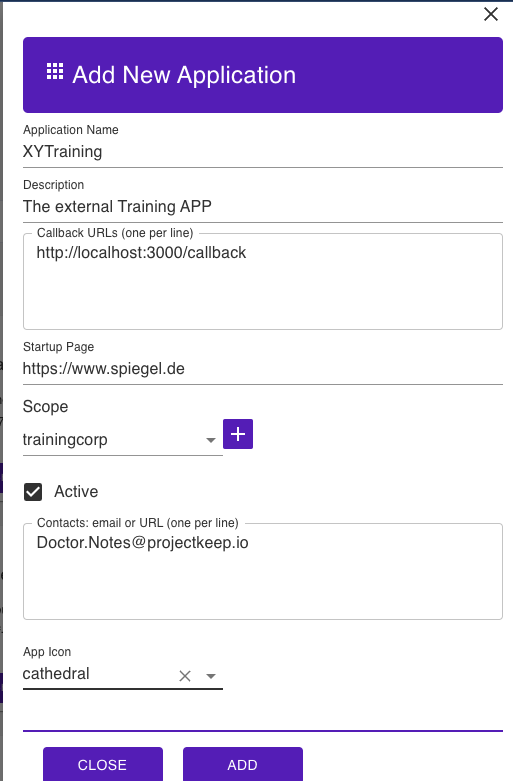 Add New Application
Application Name
XYTraining
Description
The external Training APP
Callback URLs (one per line)
http://localhost:3000/callback
Startup Page
https://www.spiegel.de
Scope
trainingcorp
Active
Contacts: email or URL (one per line)
Doctor.Notes@projectkeep.io
App Icon
cathedral
CLOSE ADD